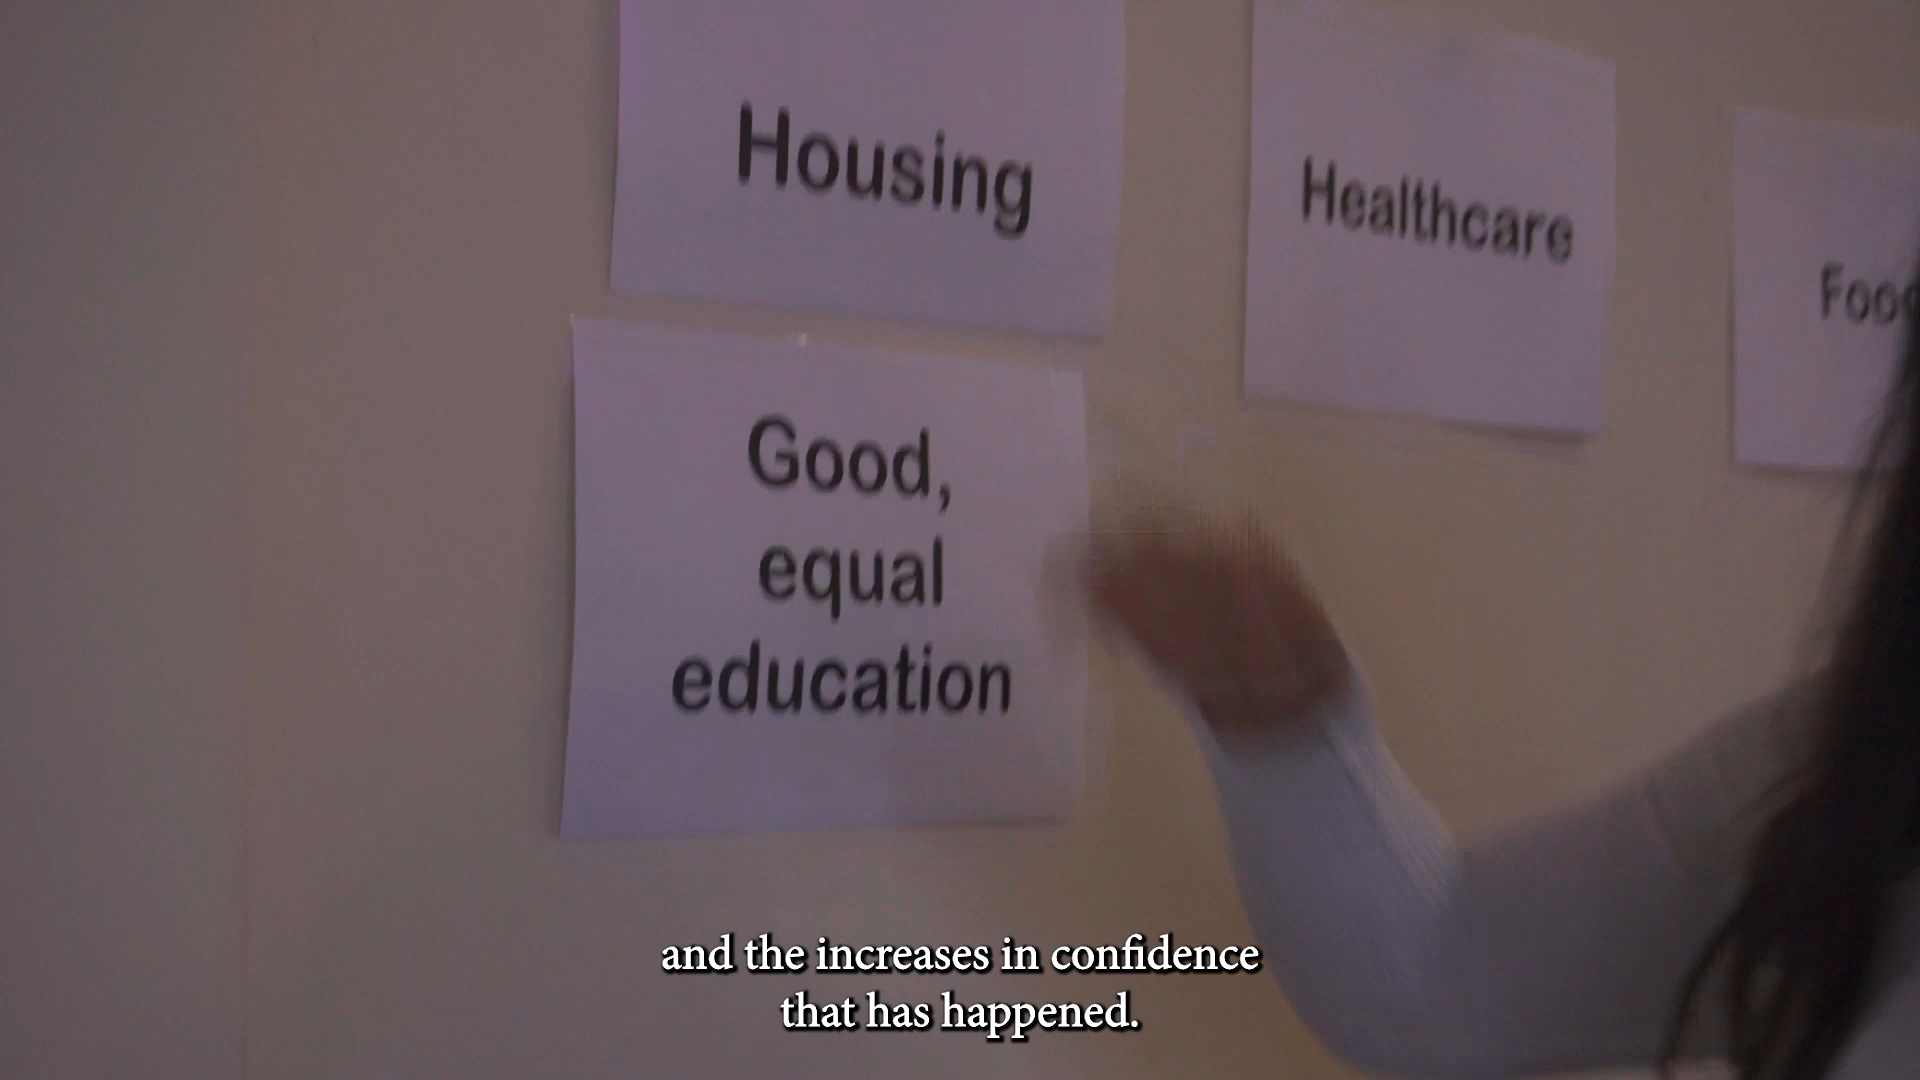 Housing
Healthcare
Good,
equal
education
and the increases in confidence
that has happened.